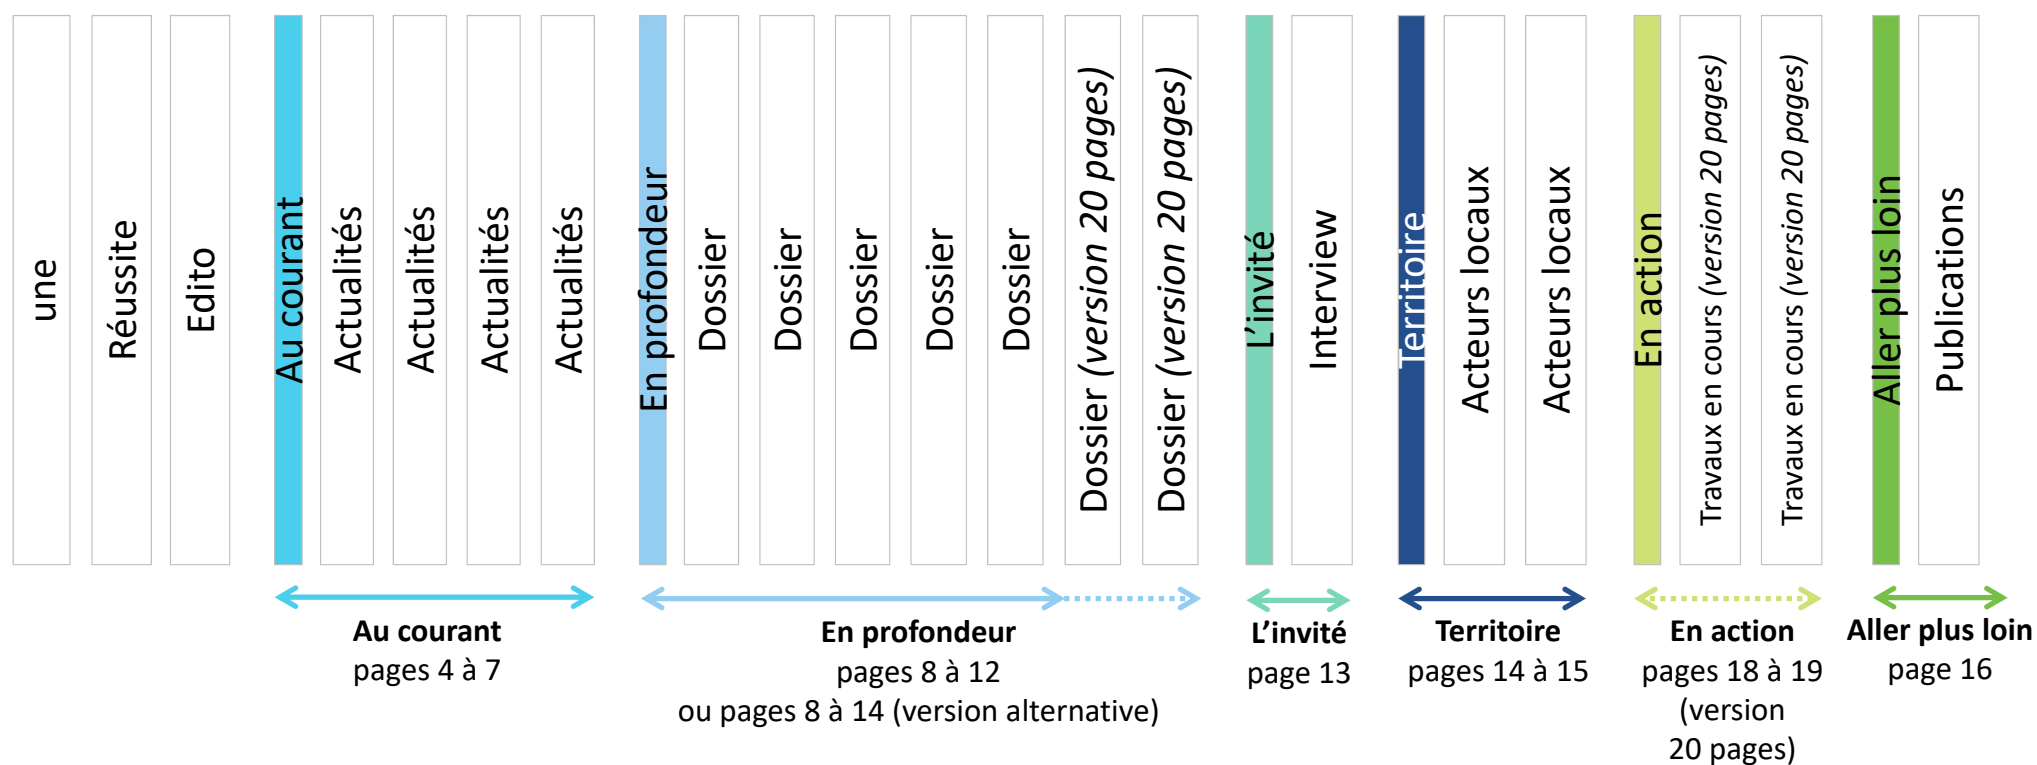 une
Réussite
Edito
Au courant
Actualités
Actualités
Actualités
Actualités
En profondeur
Dossier
Dossier
Dossier
Dossier
Dossier
Dossier (version 20 pages)
Dossier (version 20 pages)
L’invité
Interview
Territoire
Acteurs locaux
Acteurs locaux
En action
Travaux en cours (version 20 pages)
Travaux en cours (version 20 pages)
Aller plus loin
Publications
Au courant
pages 4 à 7
En profondeur
pages 8 à 12
ou pages 8 à 14 (version alternative)
L’invité
page 13
Territoire
pages 14 à 15
En action
pages 18 à 19
(version
20 pages)
Aller plus loin
page 16